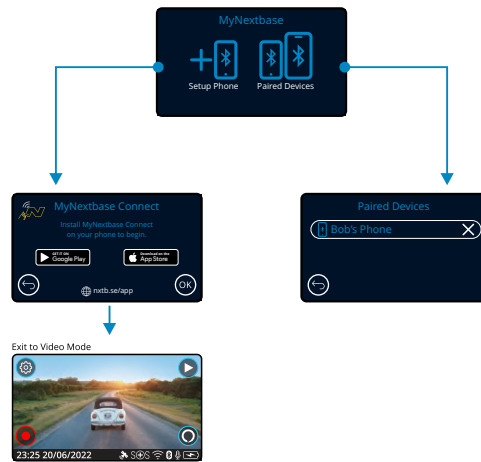 MyNextbase
Setup Phone
Paired Devices
MyNextbase Connect
Install MyNextbase Connect
on your phone to begin.
GET IT ON
Google Play
Download on the
App Store
OK
nxtb.se/app
Paired Devices
Bob's Phone
Exit to Video Mode
23:25 20/06/2022
SOS